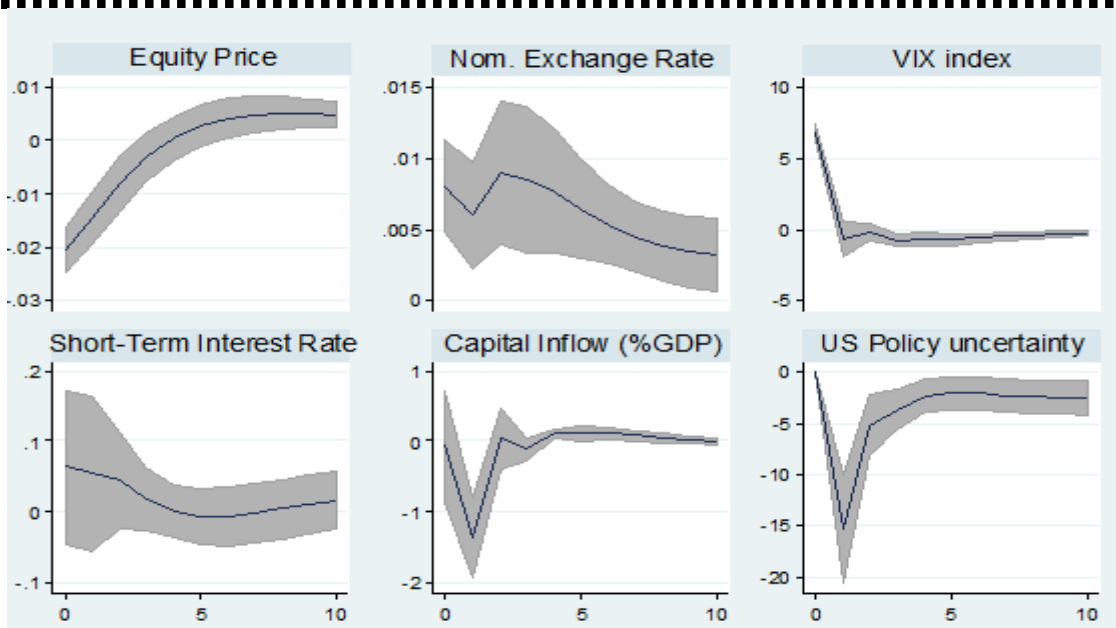 Equity Price
.01
0
-.01
-.02
-.03
Nom. Exchange Rate
.015
.01
.005
0
VIX index
10
5
0
-5
Short-Term Interest Rate
.2
.1
0
-.1
0 5 10
Capital Inflow (%GDP)
1
0
-1
-2
0 5 10
US Policy uncertainty
0
-5
-10
-15
-20
0 5 10